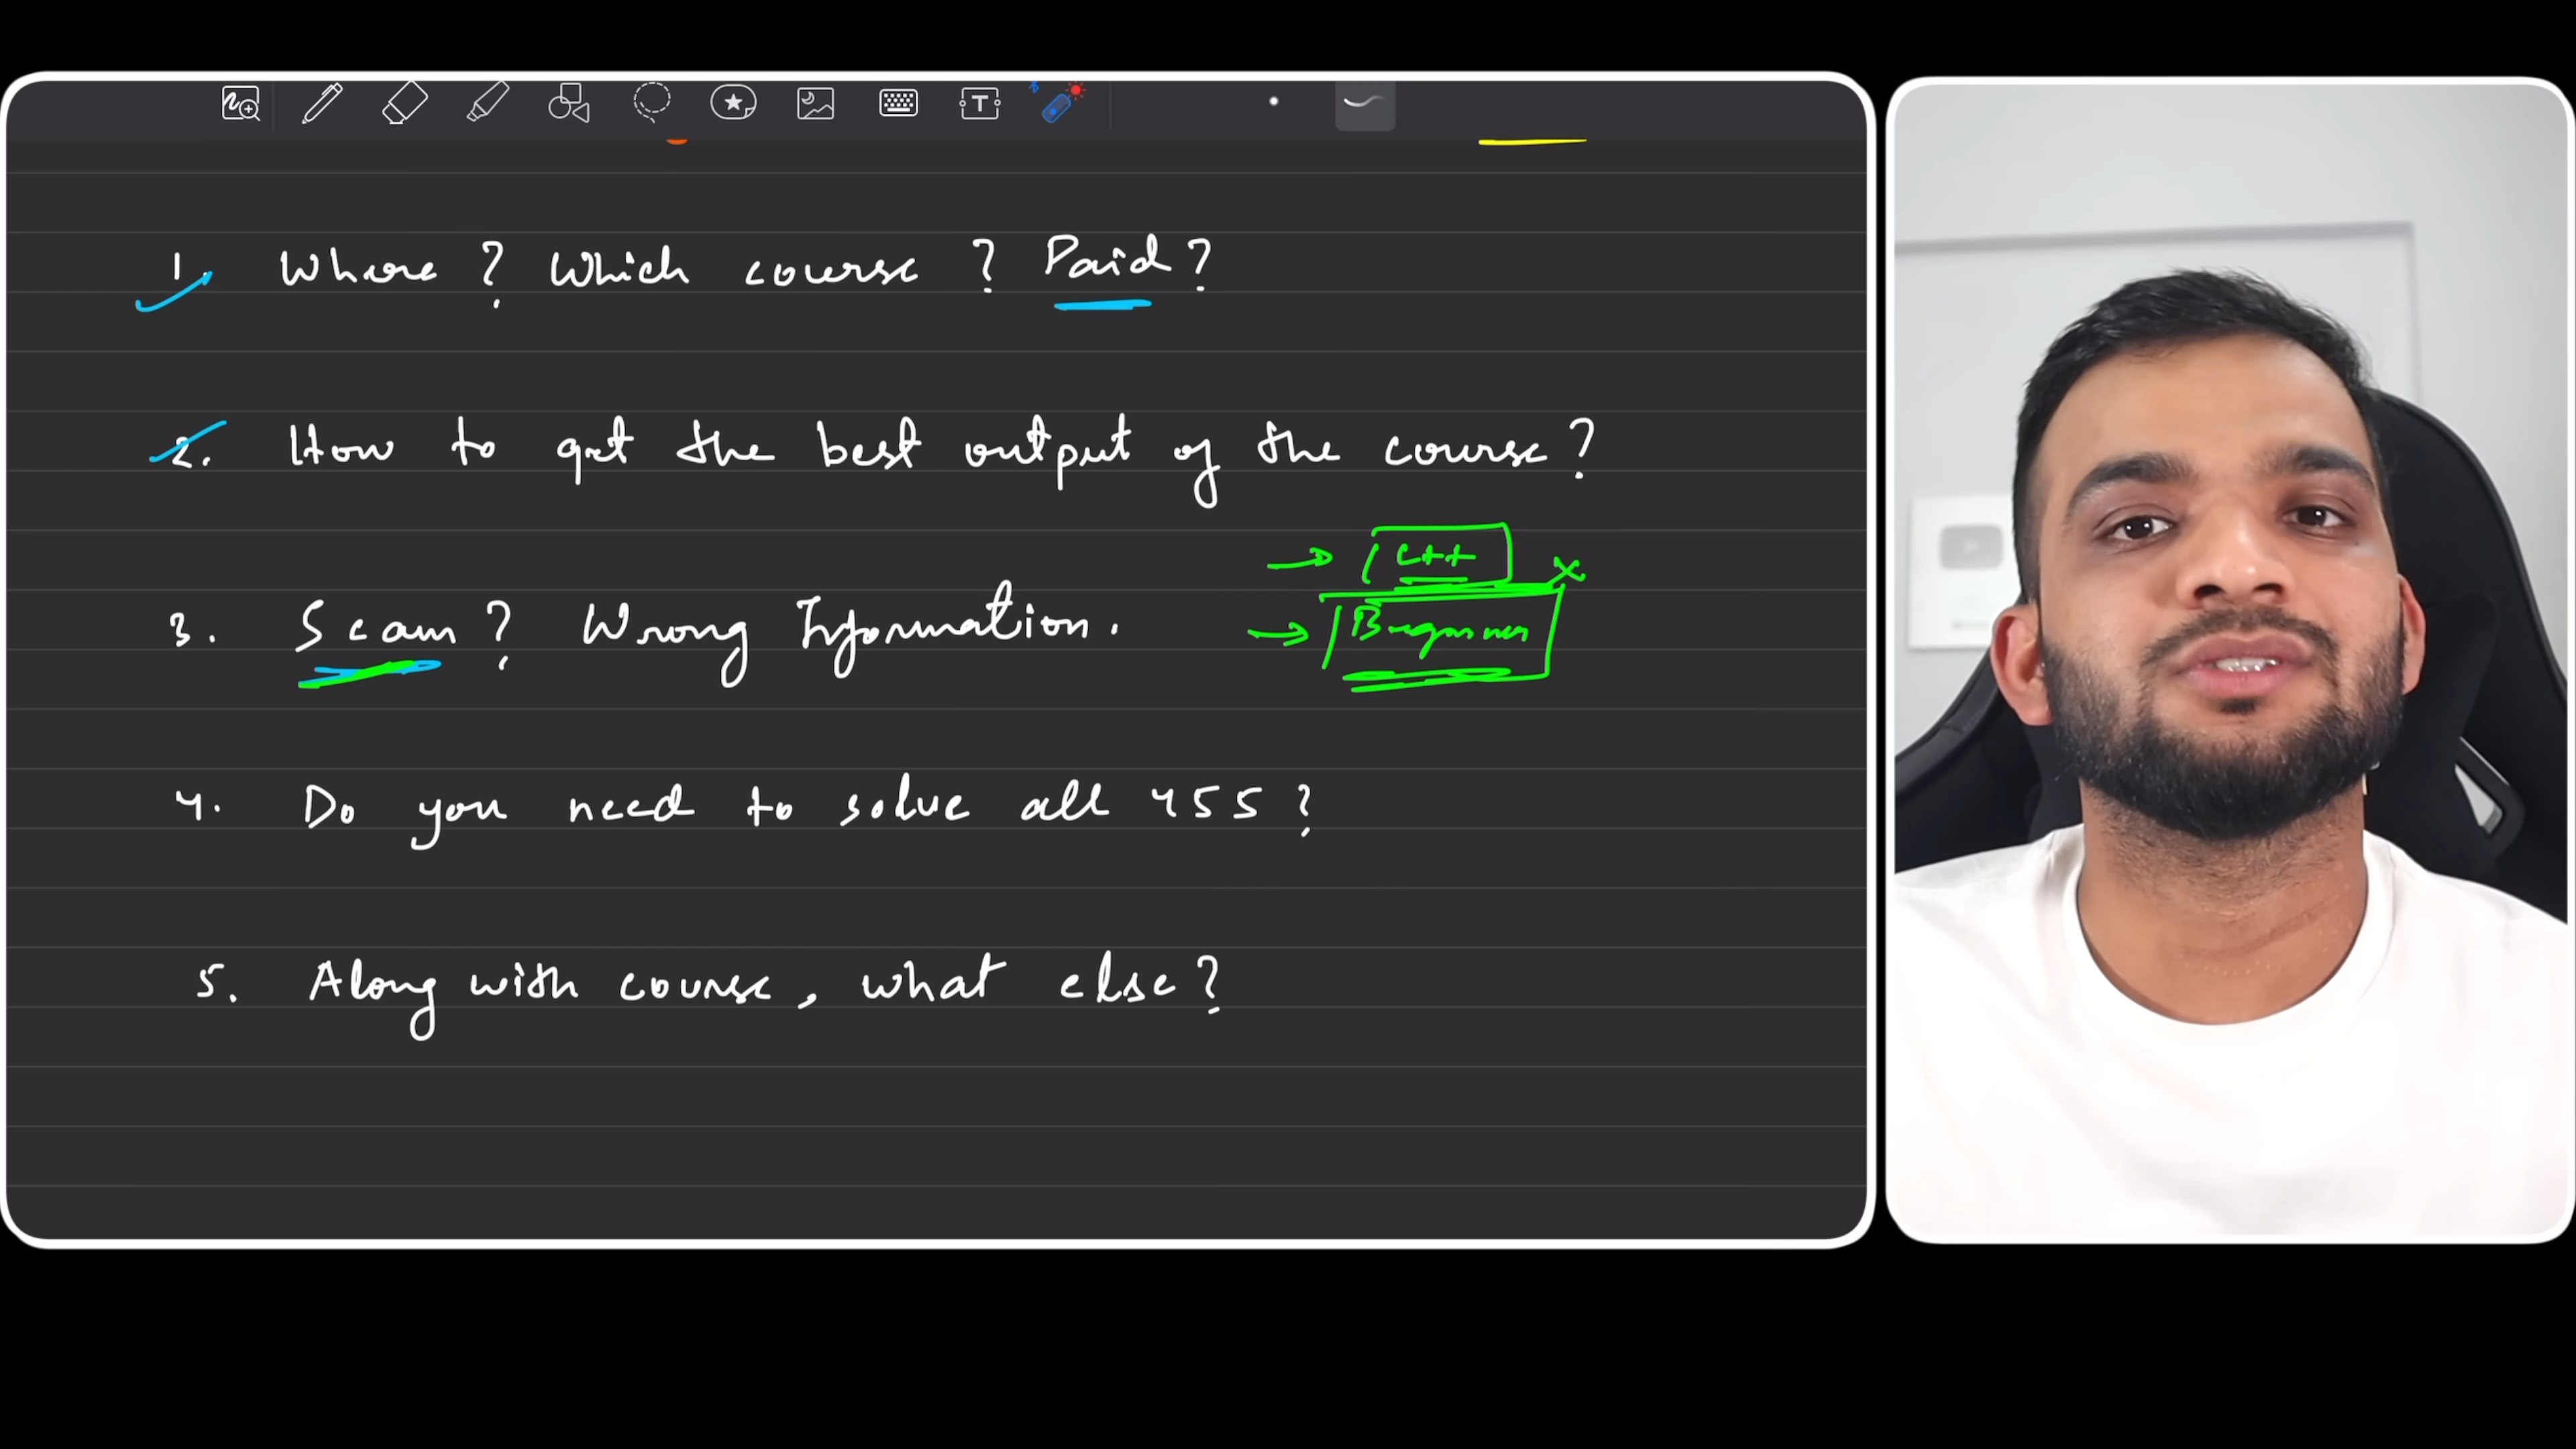 1. Where? Which course? Paid?
2. How to get the best output of the course?
C++
3. Scam? Wrong Information.
4. Do you need to solve all 455?
5. Along with course, what else?